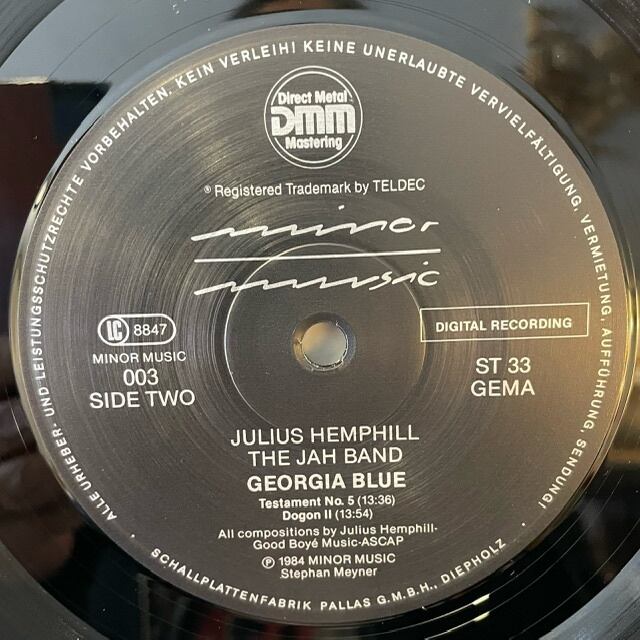 ALLE URHEBER- UND LEISTUNGSSCHUTZRECHTE VORBEHALTEN. KEIN VERLEIH! KEINE UNERLAUBTE VERVIELFÄLTIGUNG, VERMIETUNG, AUFFÜHRUNG, SENDUNG!
Direct Metal
DMM
Mastering
® Registered Trademark by TELDEC
minor
music
LC 8847
MINOR MUSIC
003
SIDE TWO
DIGITAL RECORDING
ST 33
GEMA
JULIUS HEMPHILL
THE JAH BAND
GEORGIA BLUE
Testament No. 5 (13:36)
Dogon II (13:54)
All compositions by Julius Hemphill-
Good Boyé Music-ASCAP
℗ 1984 MINOR MUSIC
Stephan Meyner
· SCHALLPLATTENFABRIK PALLAS G.M.B.H., DIEPHOLZ ·